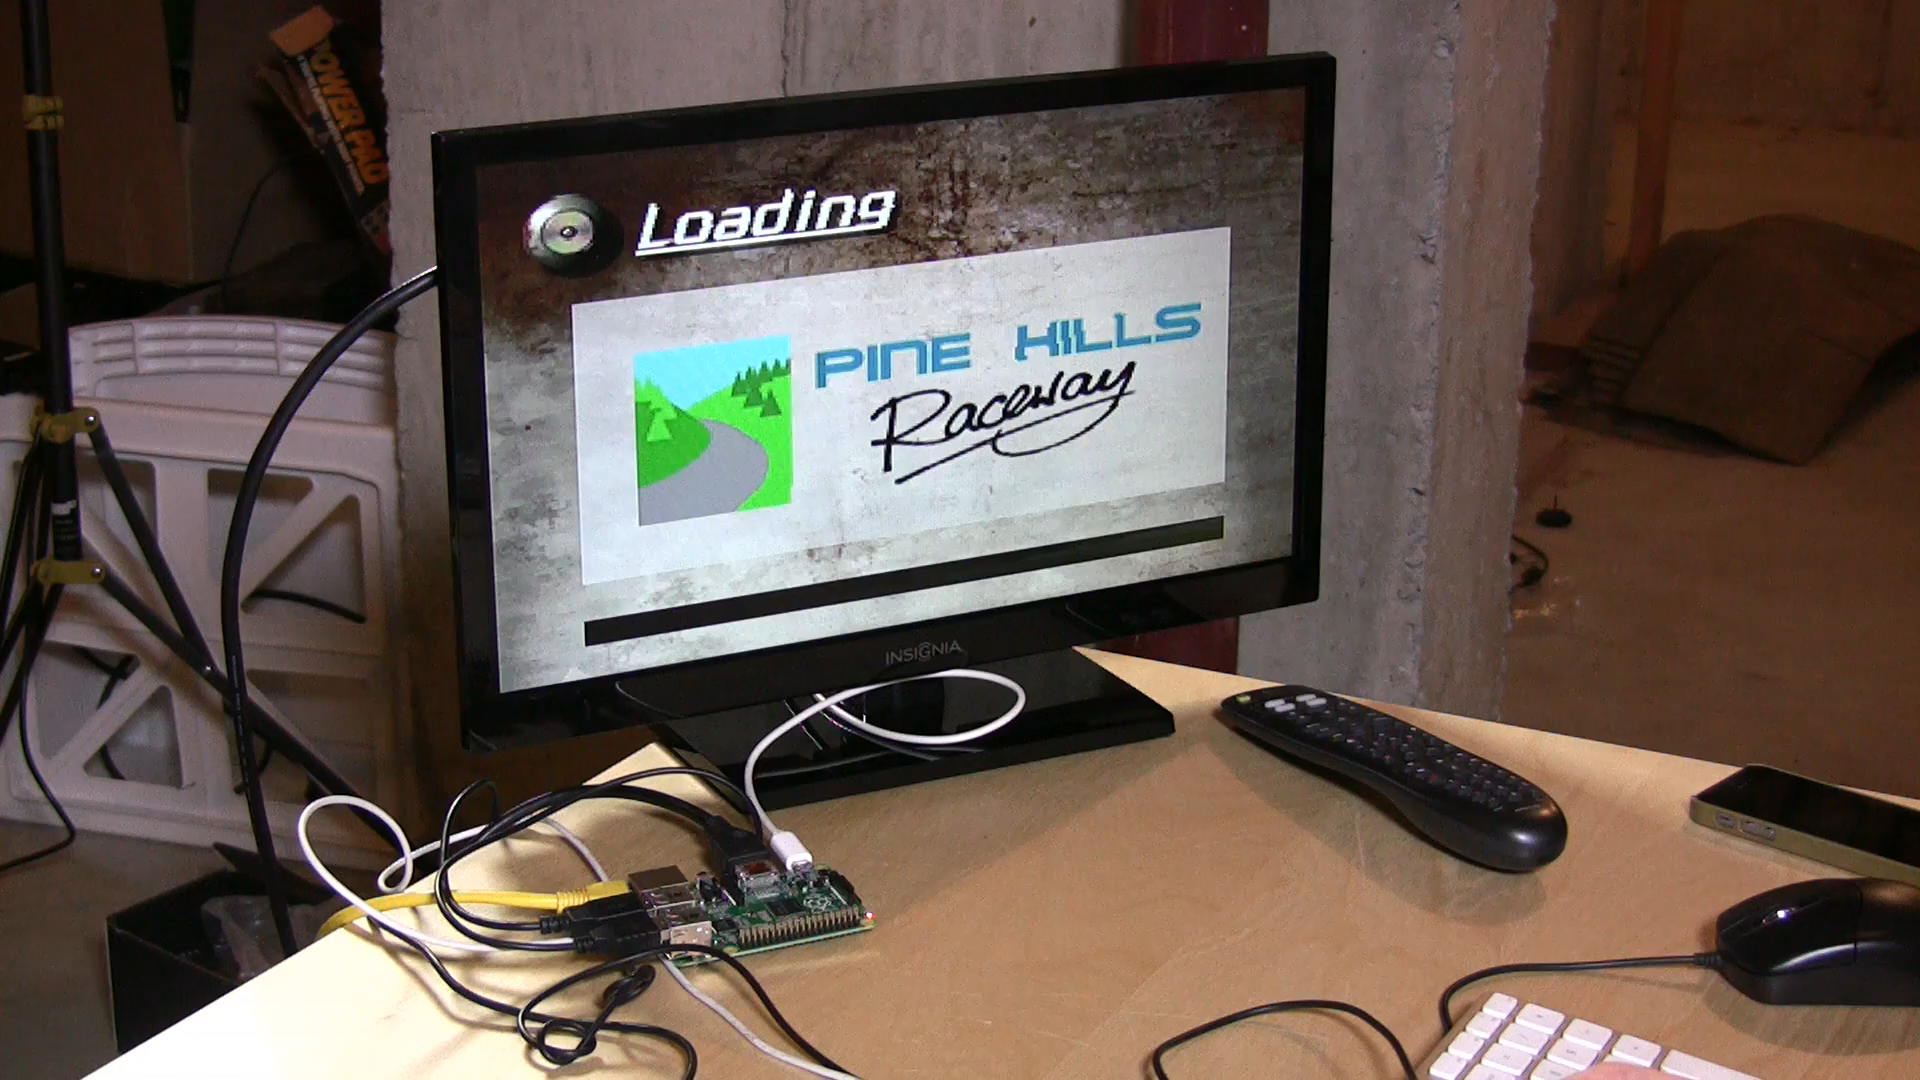 POWER PAD
Loading
PINE HILLS
Raceway
INSIGNIA